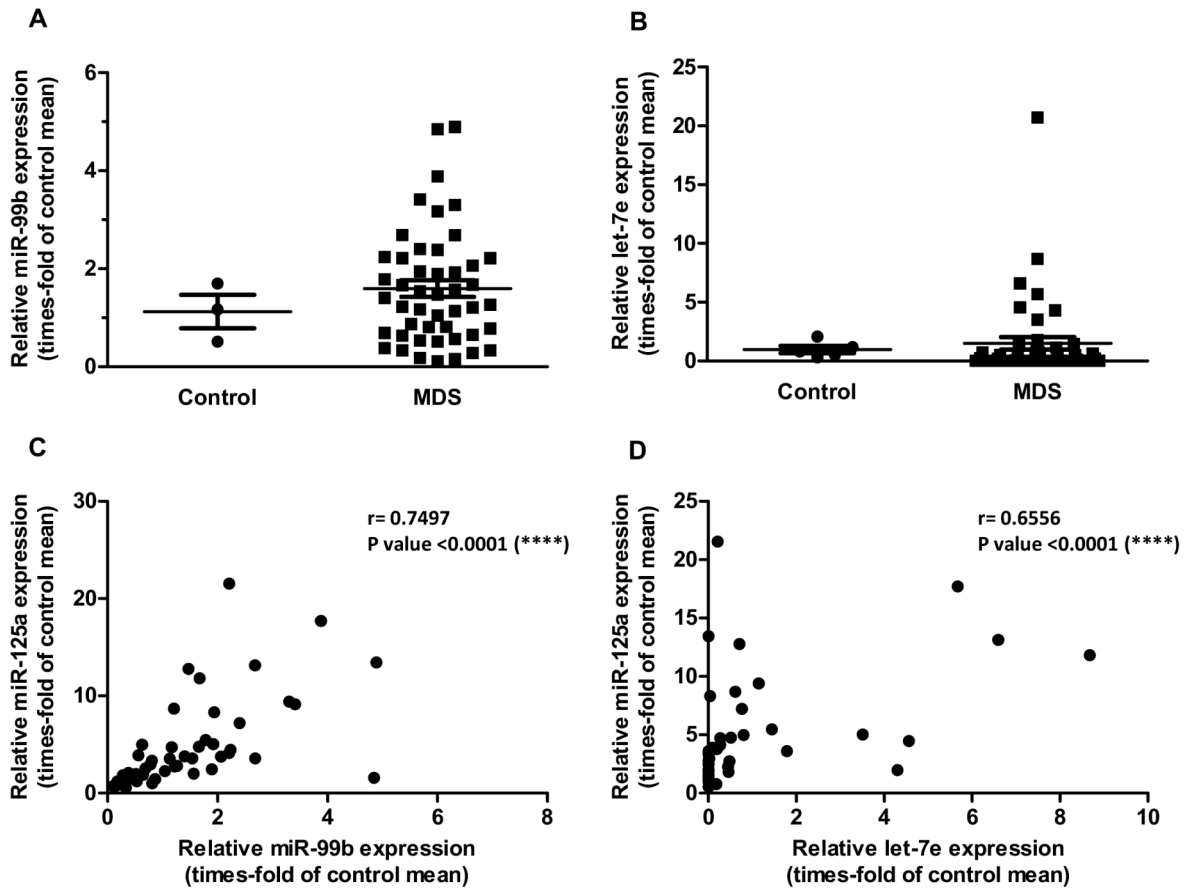 A
Relative miR-99b expression
(times-fold of control mean)
6
4
2
0
Control
MDS
B
Relative let-7e expression
(times-fold of control mean)
25
20
15
10
5
0
Control
MDS
C
Relative miR-125a expression
(times-fold of control mean)
30
20
10
0
r= 0.7497
P value <0.0001 (****)
0
2
4
6
8
Relative miR-99b expression
(times-fold of control mean)
D
Relative miR-125a expression
(times-fold of control mean)
25
20
15
10
5
0
r= 0.6556
P value <0.0001 (****)
0
2
4
6
8
10
Relative let-7e expression
(times-fold of control mean)